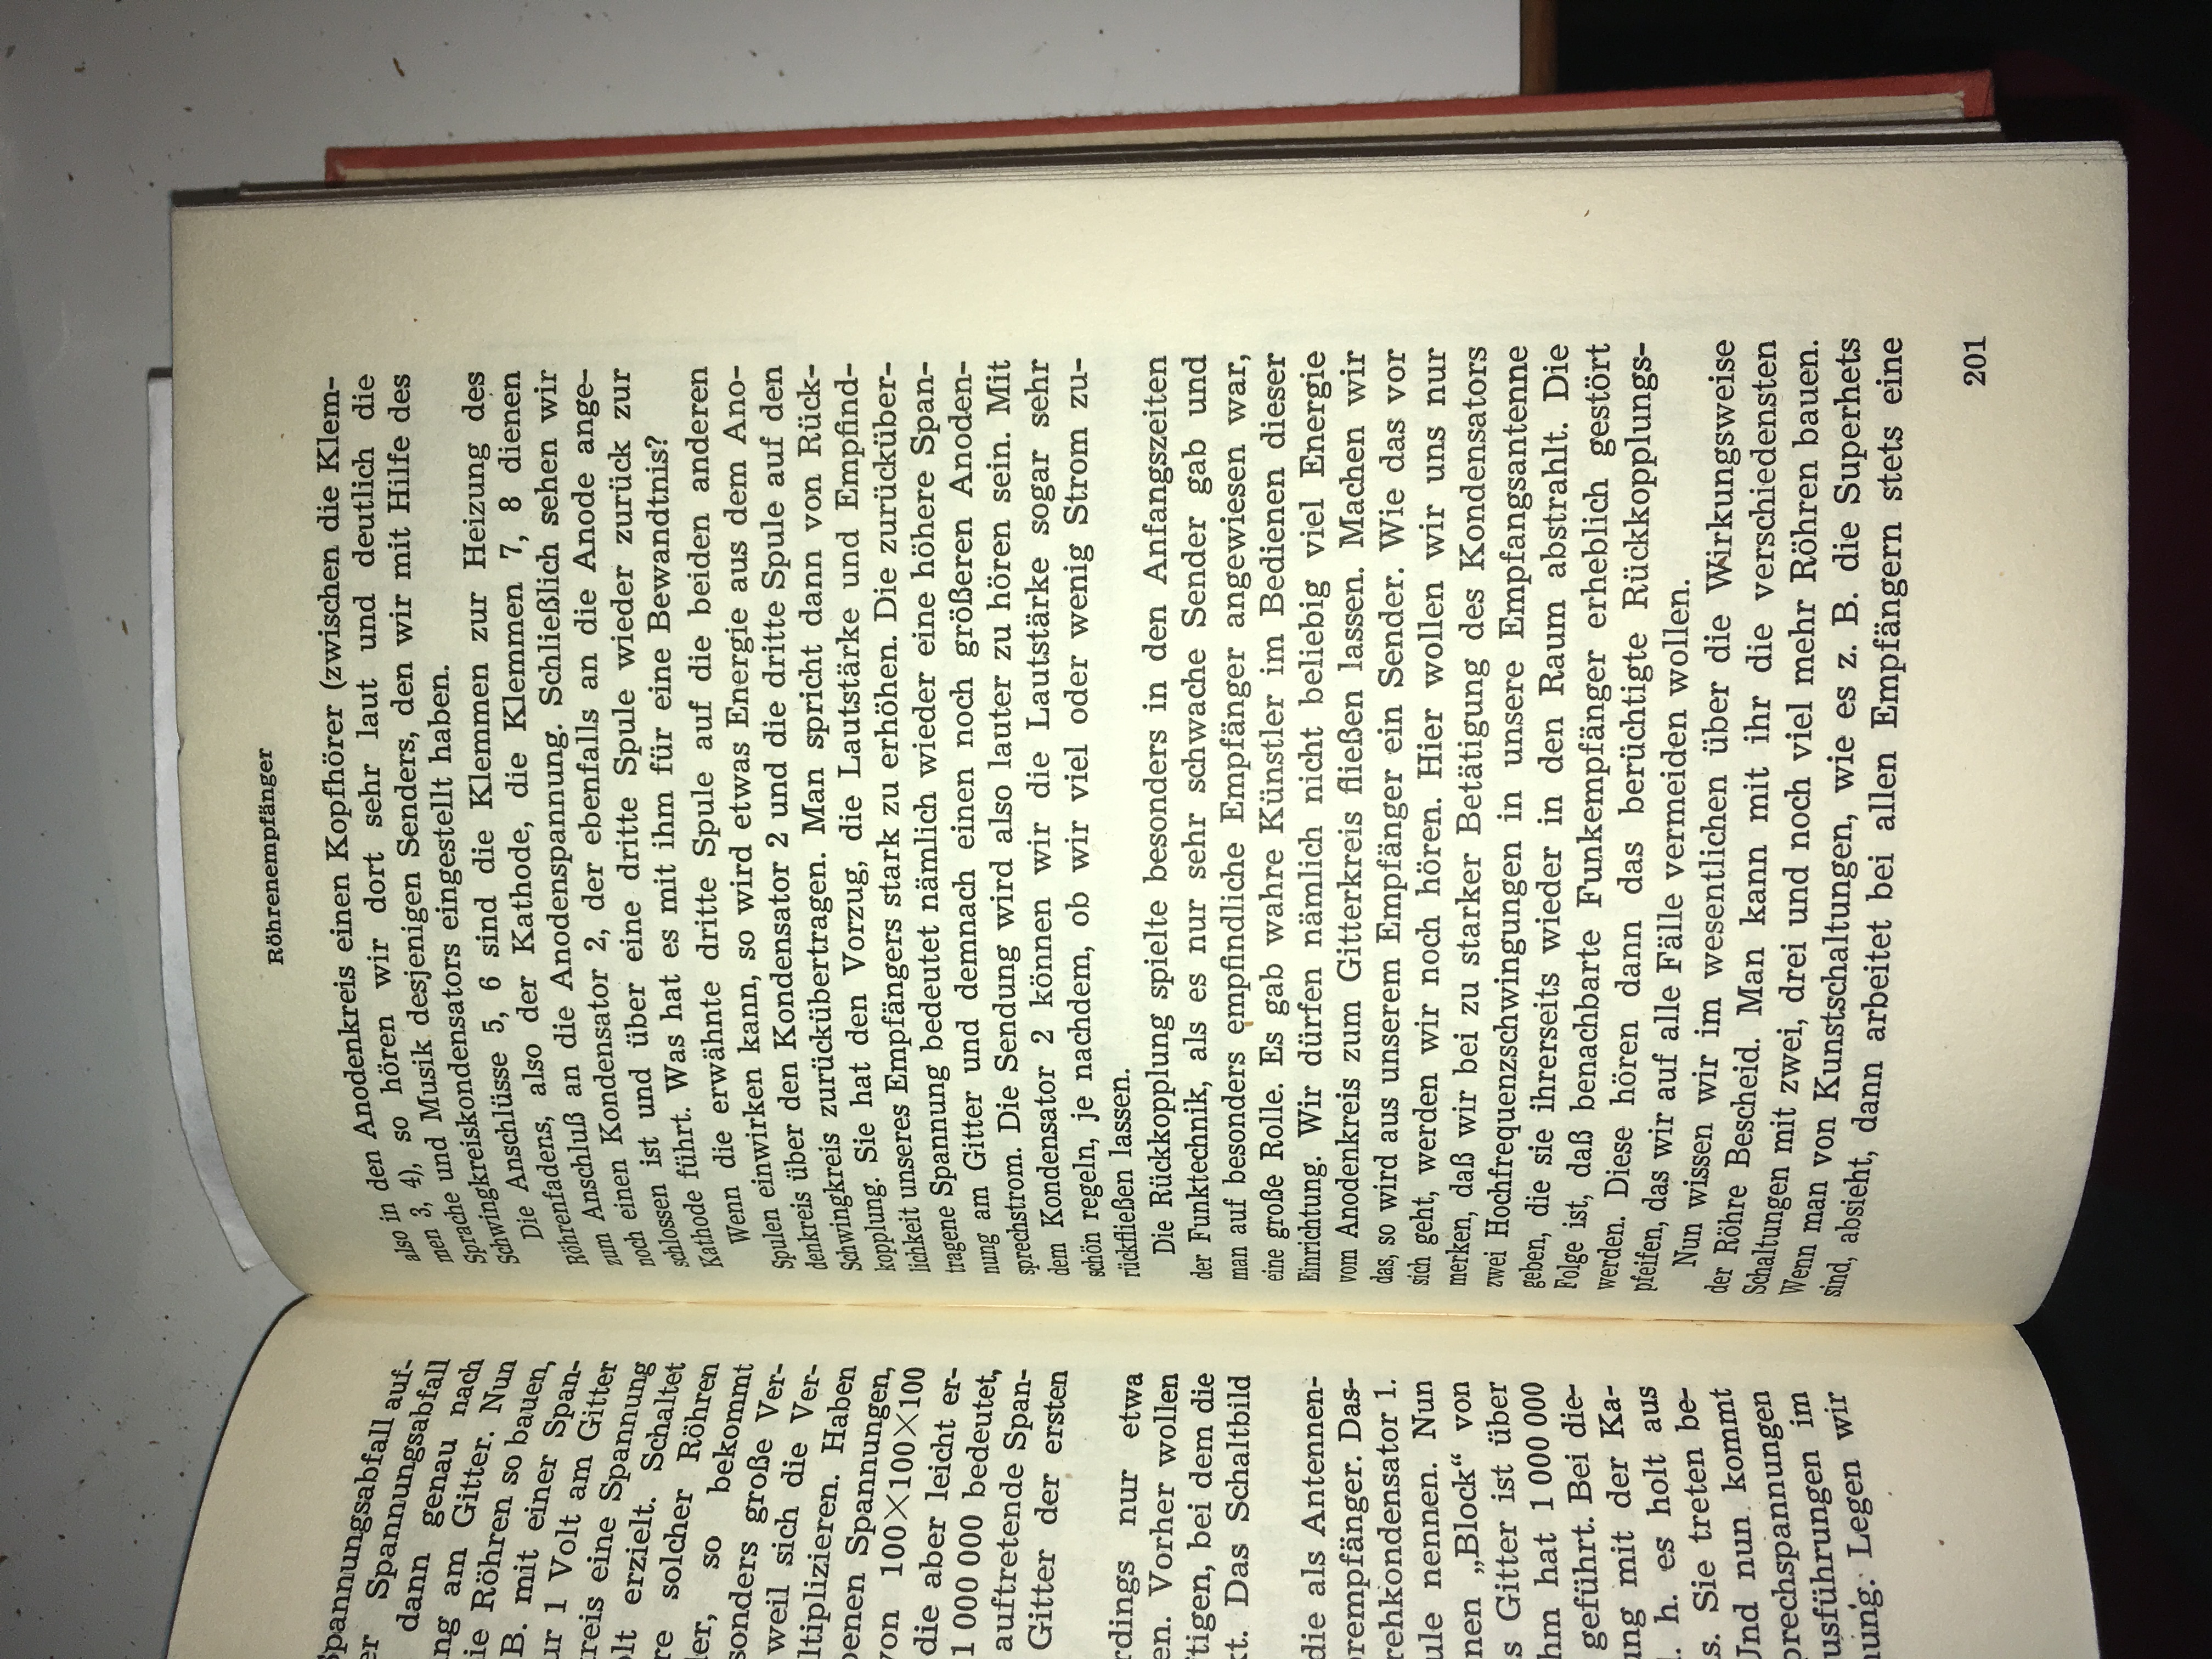 Spannungsabfall auf-
er Spannungsabfall
dann genau nach
ng am Gitter. Nun
ie Röhren so bauen,
B. mit einer Span-
ur 1 Volt am Gitter
reis eine Spannung
lt erzielt. Schaltet
re solcher Röhren
er, so bekommt
sonders große Ver-
weil sich die Ver-
ltiplizieren. Haben
benen Spannungen,
von 100×100×100
die aber leicht er-
1 000 000 bedeutet,
auftretende Span-
Gitter der ersten
rdings nur etwa
en. Vorher wollen
ftigen, bei dem die
kt. Das Schaltbild
die als Antennen-
rempfänger. Das-
rehkondensator 1.
ule nennen. Nun
nen „Block“ von
s Gitter ist über
hm hat 1 000 000
geführt. Bei die-
ung mit der Ka-
. h. es holt aus
s. Sie treten be-
Und nun kommt
prechspannungen
usführungen im
nung. Legen wir
Röhrenempfänger
also in den Anodenkreis einen Kopfhörer (zwischen die Klem-
men 3, 4), so hören wir dort sehr laut und deutlich die
Sprache und Musik desjenigen Senders, den wir mit Hilfe des
Schwingkreiskondensators eingestellt haben.
Die Anschlüsse 5, 6 sind die Klemmen zur Heizung des
Röhrenfadens, also der Kathode, die Klemmen 7, 8 dienen
zum Anschluß an die Anodenspannung. Schließlich sehen wir
noch einen Kondensator 2, der ebenfalls an die Anode ange-
schlossen ist und über eine dritte Spule wieder zurück zur
Kathode führt. Was hat es mit ihm für eine Bewandtnis?
Wenn die erwähnte dritte Spule auf die beiden anderen
Spulen einwirken kann, so wird etwas Energie aus dem Ano-
denkreis über den Kondensator 2 und die dritte Spule auf den
Schwingkreis zurückübertragen. Man spricht dann von Rück-
kopplung. Sie hat den Vorzug, die Lautstärke und Empfind-
lichkeit unseres Empfängers stark zu erhöhen. Die zurücküber-
tragene Spannung bedeutet nämlich wieder eine höhere Span-
nung am Gitter und demnach einen noch größeren Anoden-
sprechstrom. Die Sendung wird also lauter zu hören sein. Mit
dem Kondensator 2 können wir die Lautstärke sogar sehr
schön regeln, je nachdem, ob wir viel oder wenig Strom zu-
rückfließen lassen.
Die Rückkopplung spielte besonders in den Anfangszeiten
der Funktechnik, als es nur sehr schwache Sender gab und
man auf besonders empfindliche Empfänger angewiesen war,
eine große Rolle. Es gab wahre Künstler im Bedienen dieser
Einrichtung. Wir dürfen nämlich nicht beliebig viel Energie
vom Anodenkreis zum Gitterkreis fließen lassen. Machen wir
das, so wird aus unserem Empfänger ein Sender. Wie das vor
sich geht, werden wir noch hören. Hier wollen wir uns nur
merken, daß wir bei zu starker Betätigung des Kondensators
zwei Hochfrequenzschwingungen in unsere Empfangsantenne
geben, die sie ihrerseits wieder in den Raum abstrahlt. Die
Folge ist, daß benachbarte Funkempfänger erheblich gestört
werden. Diese hören dann das berüchtigte Rückkopplungs-
pfeifen, das wir auf alle Fälle vermeiden wollen.
Nun wissen wir im wesentlichen über die Wirkungsweise
der Röhre Bescheid. Man kann mit ihr die verschiedensten
Schaltungen mit zwei, drei und noch viel mehr Röhren bauen.
Wenn man von Kunstschaltungen, wie es z. B. die Superhets
sind, absieht, dann arbeitet bei allen Empfängern stets eine
201